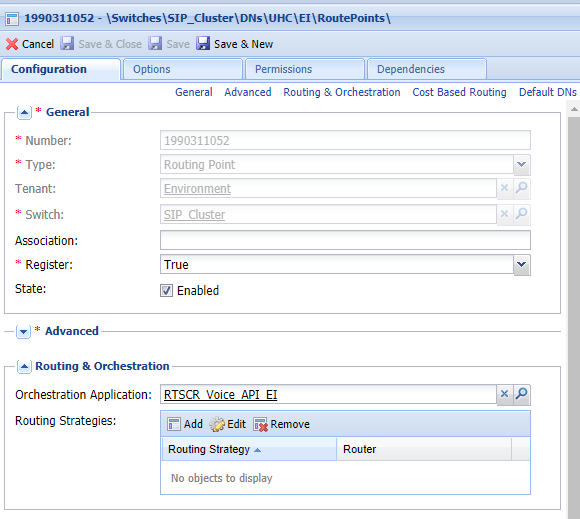 1990311052 - \Switches\SIP_Cluster\DNs\UHC\EI\RoutePoints\
Cancel Save & Close Save Save & New
Configuration Options Permissions Dependencies
General Advanced Routing & Orchestration Cost Based Routing Default DNs
* General
* Number: 1990311052
* Type: Routing Point
Tenant: Environment
* Switch: SIP_Cluster
Association:
* Register: True
State: Enabled
* Advanced
Routing & Orchestration
Orchestration Application: RTSCR_Voice_API_EI
Routing Strategies: Add Edit Remove
Routing Strategy Router
No objects to display